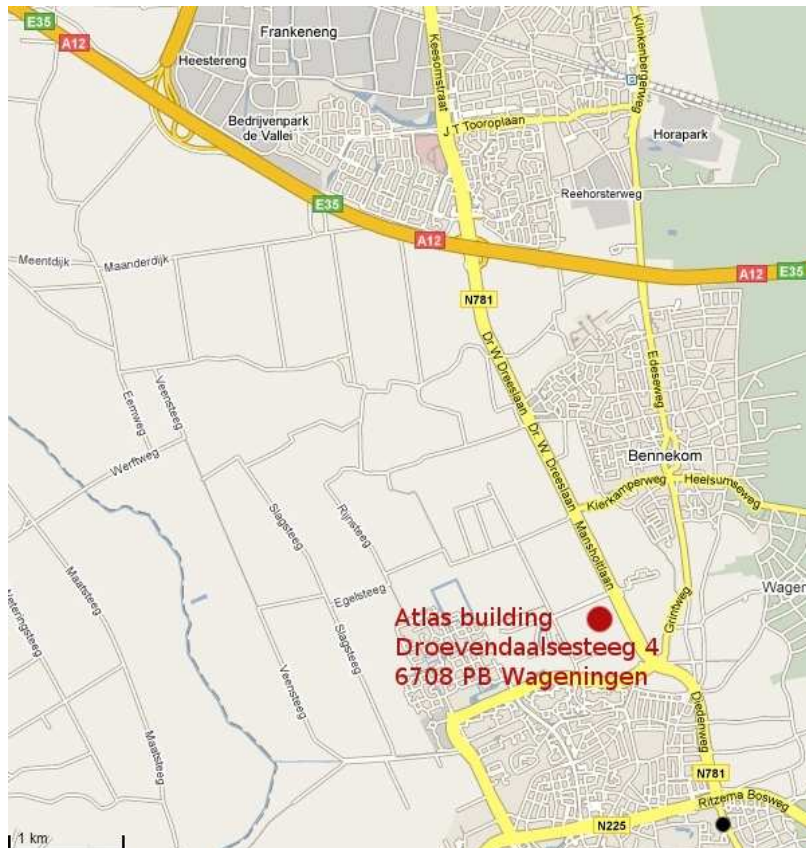 E35
A12
Frankeneng
Heestereng
Keesomstraat
Klinkenbergerweg
Bedrijvenpark
de Vallei
J T Tooroplaan
Horapark
Reehorsterweg
E35
A12
Meentdijk
Maanderdijk
A12
E35
N781
Dr W Dreeslaan
Edeseweg
Eemweg
Veensteeg
Dr. W. Dreeslaan
Bennekom
Werftweg
Kierkamperweg
Heelsumseweg
Slagsteeg
Rijnsteeg
Mansholtlaan
Maatsteeg
Neteringsteeg
Egelsteeg
Wagen
Grintweg
Atlas building
Droevendaalsesteeg 4
6708 PB Wageningen
Slagsteeg
Veensteeg
Diedenweg
Maatsteeg
N781
Ritzema Bosweg
N225
1 km